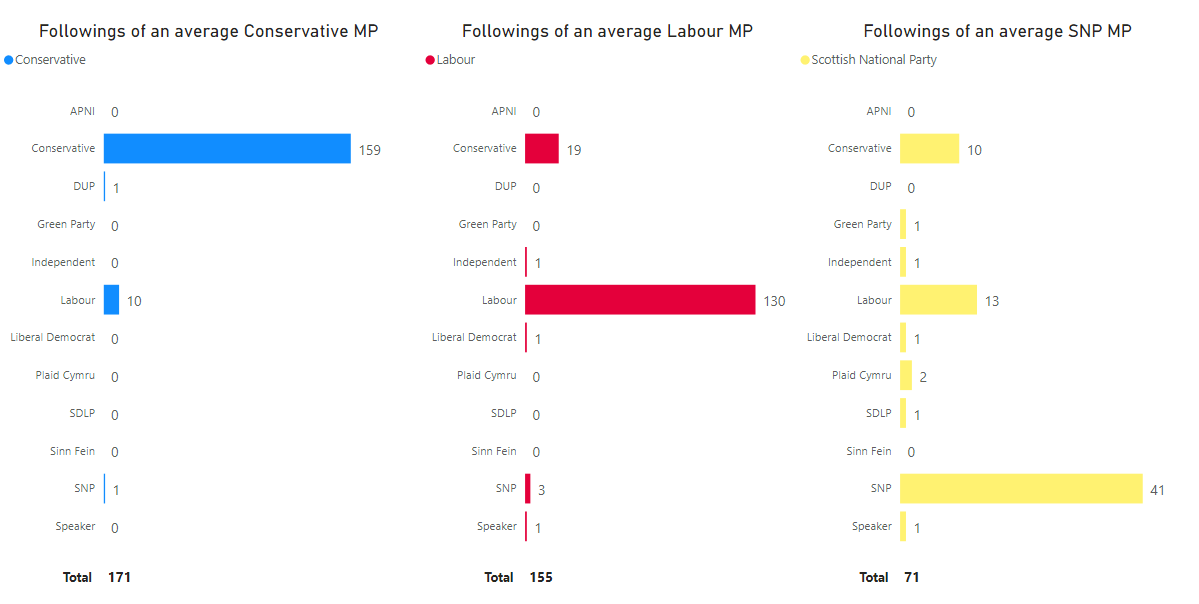 Followings of an average Conservative MP
Conservative
APNI 0
Conservative 159
DUP 1
Green Party 0
Independent 0
Labour 10
Liberal Democrat 0
Plaid Cymru 0
SDLP 0
Sinn Fein 0
SNP 1
Speaker 0
Total 171
Followings of an average Labour MP
Labour
APNI 0
Conservative 19
DUP 0
Green Party 0
Independent 1
Labour 130
Liberal Democrat 1
Plaid Cymru 0
SDLP 0
Sinn Fein 0
SNP 3
Speaker 1
Total 155
Followings of an average SNP MP
Scottish National Party
APNI 0
Conservative 10
DUP 0
Green Party 1
Independent 1
Labour 13
Liberal Democrat 1
Plaid Cymru 2
SDLP 1
Sinn Fein 0
SNP 41
Speaker 1
Total 71